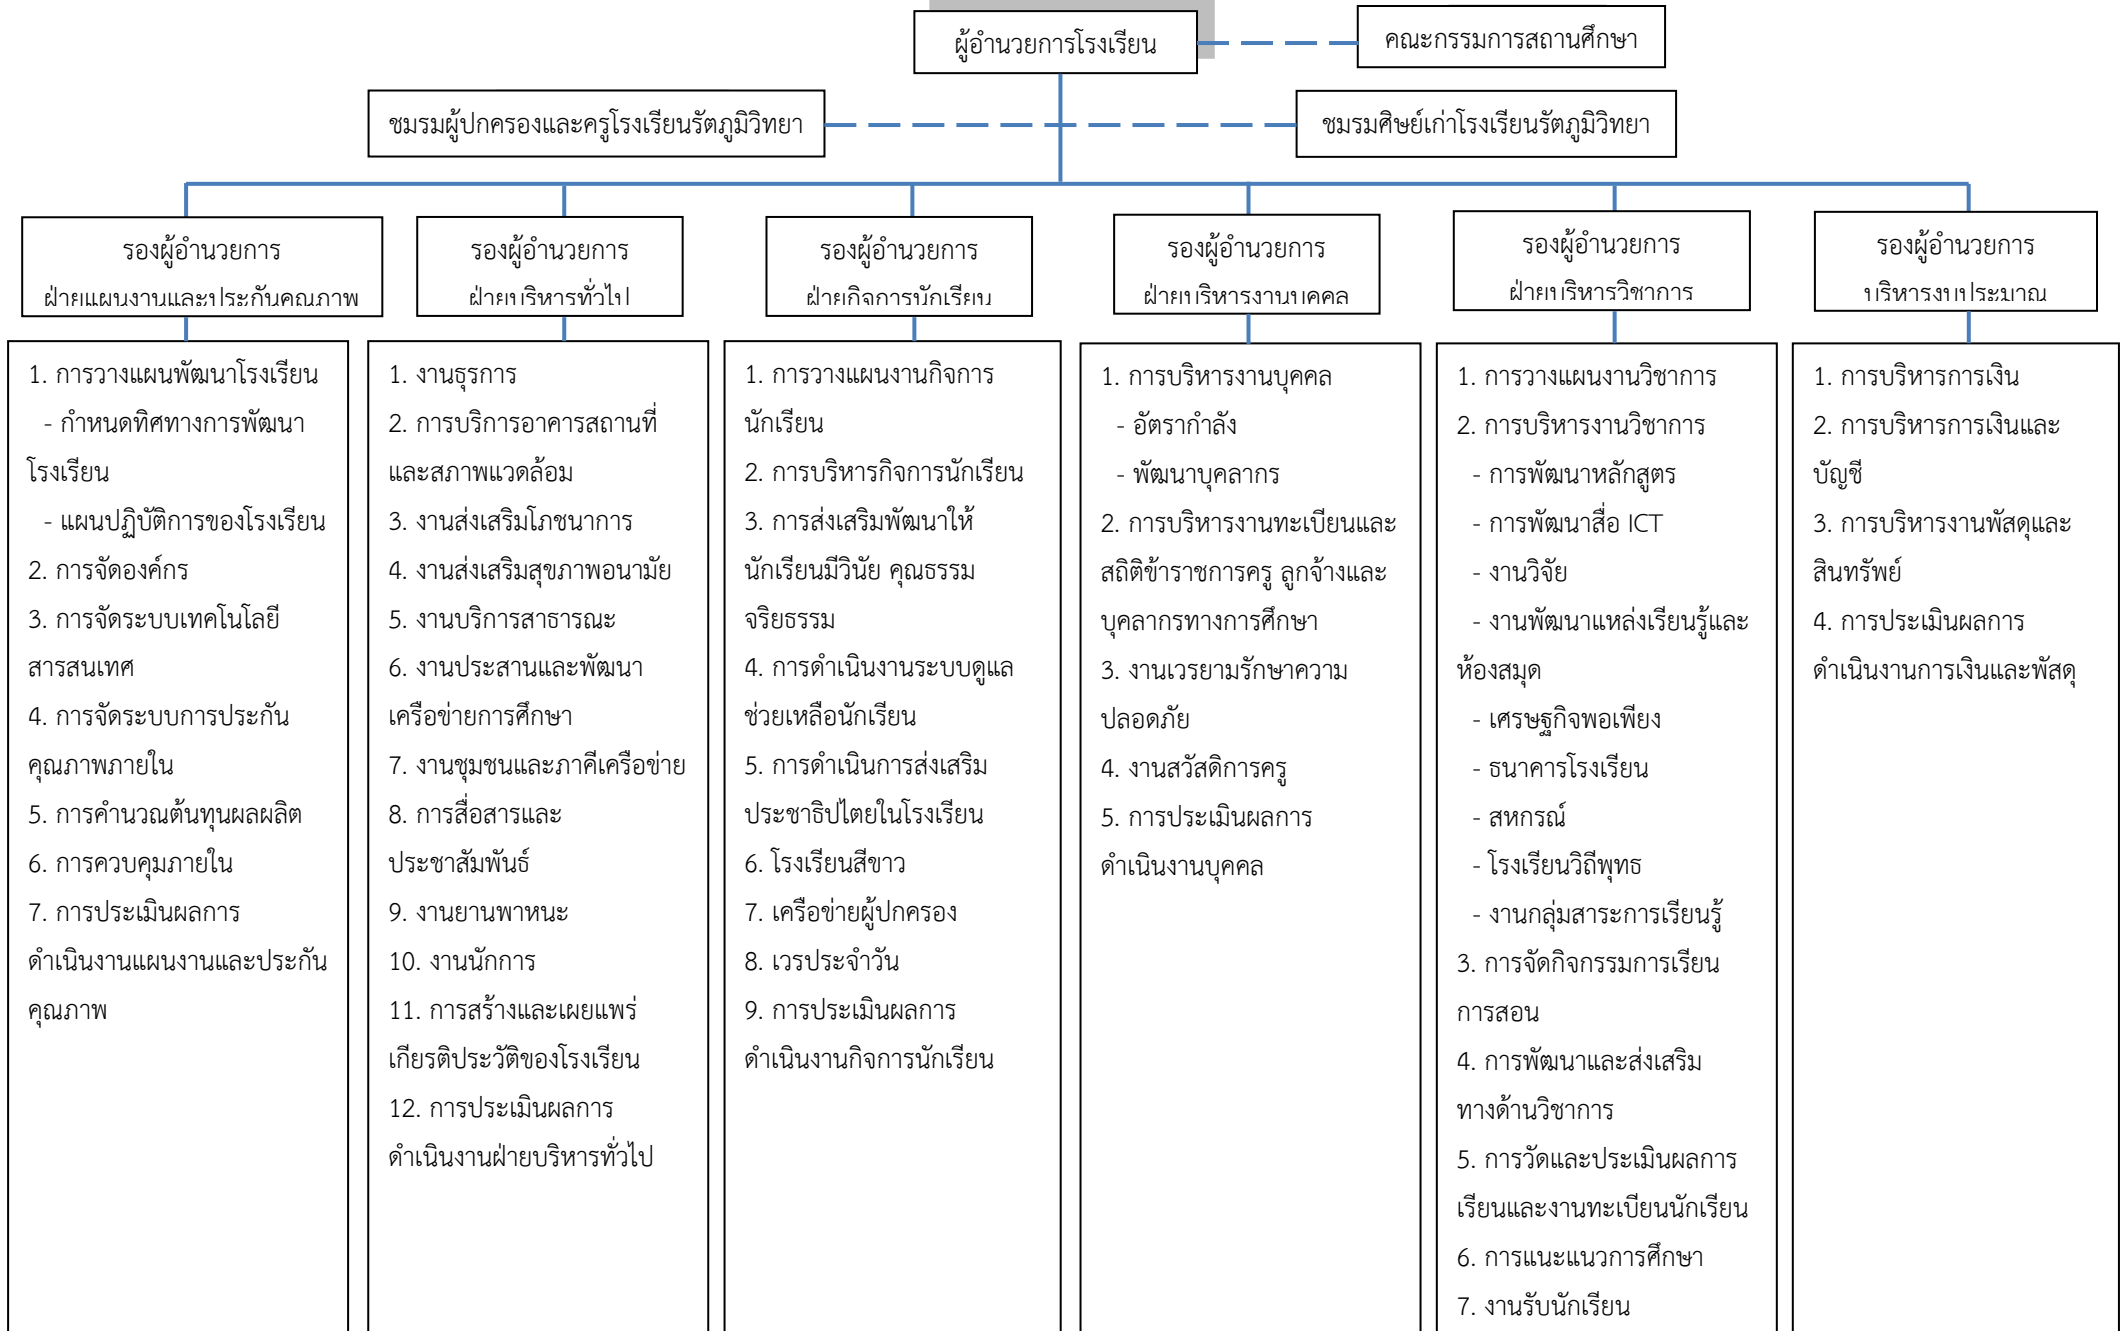 ผู้อำนวยการโรงเรียน
คณะกรรมการสถานศึกษา
ชมรมผู้ปกครองและครูโรงเรียนรัตภูมิวิทยา
ชมรมศิษย์เก่าโรงเรียนรัตภูมิวิทยา
รองผู้อำนวยการ
ฝ่ายแผนงานและประกันคุณภาพ
รองผู้อำนวยการ
ฝ่ายบริหารทั่วไป
รองผู้อำนวยการ
ฝ่ายกิจการนักเรียน
รองผู้อำนวยการ
ฝ่ายบริหารงานบุคคล
รองผู้อำนวยการ
ฝ่ายบริหารวิชาการ
รองผู้อำนวยการ
บริหารงบประมาณ
1. การวางแผนพัฒนาโรงเรียน
- กำหนดทิศทางการพัฒนา
โรงเรียน
- แผนปฏิบัติการของโรงเรียน
2. การจัดองค์กร
3. การจัดระบบเทคโนโลยี
สารสนเทศ
4. การจัดระบบการประกัน
คุณภาพภายใน
5. การคำนวณต้นทุนผลผลิต
6. การควบคุมภายใน
7. การประเมินผลการ
ดำเนินงานแผนงานและประกัน
คุณภาพ
1. งานธุรการ
2. การบริการอาคารสถานที่
และสภาพแวดล้อม
3. งานส่งเสริมโภชนาการ
4. งานส่งเสริมสุขภาพอนามัย
5. งานบริการสาธารณะ
6. งานประสานและพัฒนา
เครือข่ายการศึกษา
7. งานชุมชนและภาคีเครือข่าย
8. การสื่อสารและ
ประชาสัมพันธ์
9. งานยานพาหนะ
10. งานนักการ
11. การสร้างและเผยแพร่
เกียรติประวัติของโรงเรียน
12. การประเมินผลการ
ดำเนินงานฝ่ายบริหารทั่วไป
1. การวางแผนงานกิจการ
นักเรียน
2. การบริหารกิจการนักเรียน
3. การส่งเสริมพัฒนาให้
นักเรียนมีวินัย คุณธรรม
จริยธรรม
4. การดำเนินงานระบบดูแล
ช่วยเหลือนักเรียน
5. การดำเนินการส่งเสริม
ประชาธิปไตยในโรงเรียน
6. โรงเรียนสีขาว
7. เครือข่ายผู้ปกครอง
8. เวรประจำวัน
9. การประเมินผลการ
ดำเนินงานกิจการนักเรียน
1. การบริหารงานบุคคล
- อัตรากำลัง
- พัฒนาบุคลากร
2. การบริหารงานทะเบียนและ
สถิติข้าราชการครู ลูกจ้างและ
บุคลากรทางการศึกษา
3. งานเวรยามรักษาความ
ปลอดภัย
4. งานสวัสดิการครู
5. การประเมินผลการ
ดำเนินงานบุคคล
1. การวางแผนงานวิชาการ
2. การบริหารงานวิชาการ
- การพัฒนาหลักสูตร
- การพัฒนาสื่อ ICT
- งานวิจัย
- งานพัฒนาแหล่งเรียนรู้และ
ห้องสมุด
- เศรษฐกิจพอเพียง
- ธนาคารโรงเรียน
- สหกรณ์
- โรงเรียนวิถีพุทธ
- งานกลุ่มสาระการเรียนรู้
3. การจัดกิจกรรมการเรียน
การสอน
4. การพัฒนาและส่งเสริม
ทางด้านวิชาการ
5. การวัดและประเมินผลการ
เรียนและงานทะเบียนนักเรียน
6. การแนะแนวการศึกษา
7. งานรับนักเรียน
1. การบริหารการเงิน
2. การบริหารการเงินและ
บัญชี
3. การบริหารงานพัสดุและ
สินทรัพย์
4. การประเมินผลการ
ดำเนินงานการเงินและพัสดุ